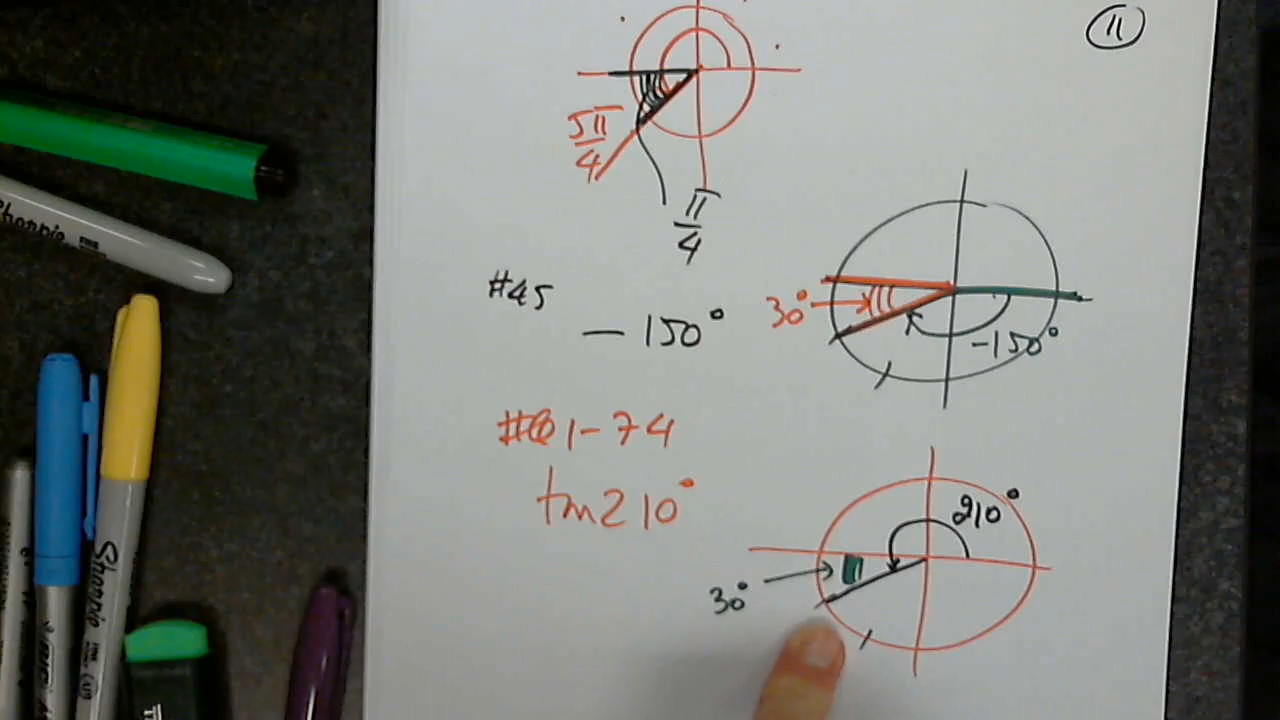 11
5π/4
π/4
#45
— 150°
30°
-150°
#61-74
tan210°
210°
30°
Sharpie
Sharpie